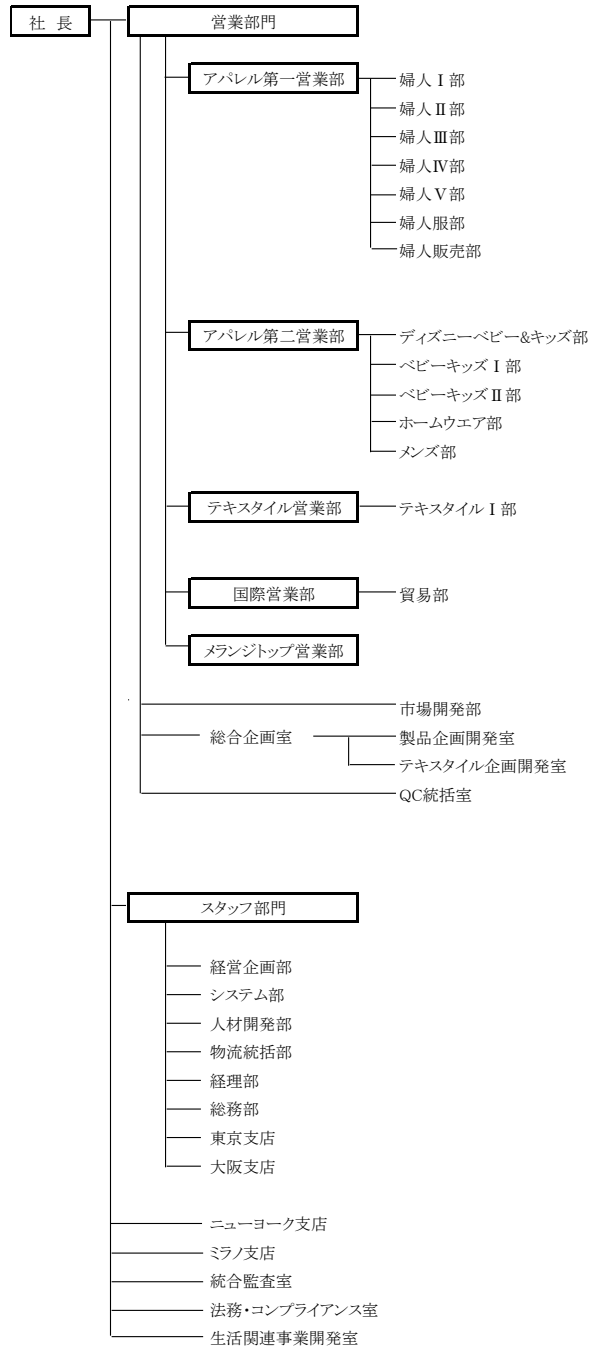 社 長
営業部門
アパレル第一営業部
婦人Ⅰ部
婦人Ⅱ部
婦人Ⅲ部
婦人Ⅳ部
婦人Ⅴ部
婦人服部
婦人販売部
アパレル第二営業部
ディズニーベビー&キッズ部
ベビーキッズⅠ部
ベビーキッズⅡ部
ホームウエア部
メンズ部
テキスタイル営業部
テキスタイルⅠ部
国際営業部
貿易部
メランジトップ営業部
市場開発部
総合企画室
製品企画開発室
テキスタイル企画開発室
QC統括室
スタッフ部門
経営企画部
システム部
人材開発部
物流統括部
経理部
総務部
東京支店
大阪支店
ニューヨーク支店
ミラノ支店
統合監査室
法務・コンプライアンス室
生活関連事業開発室